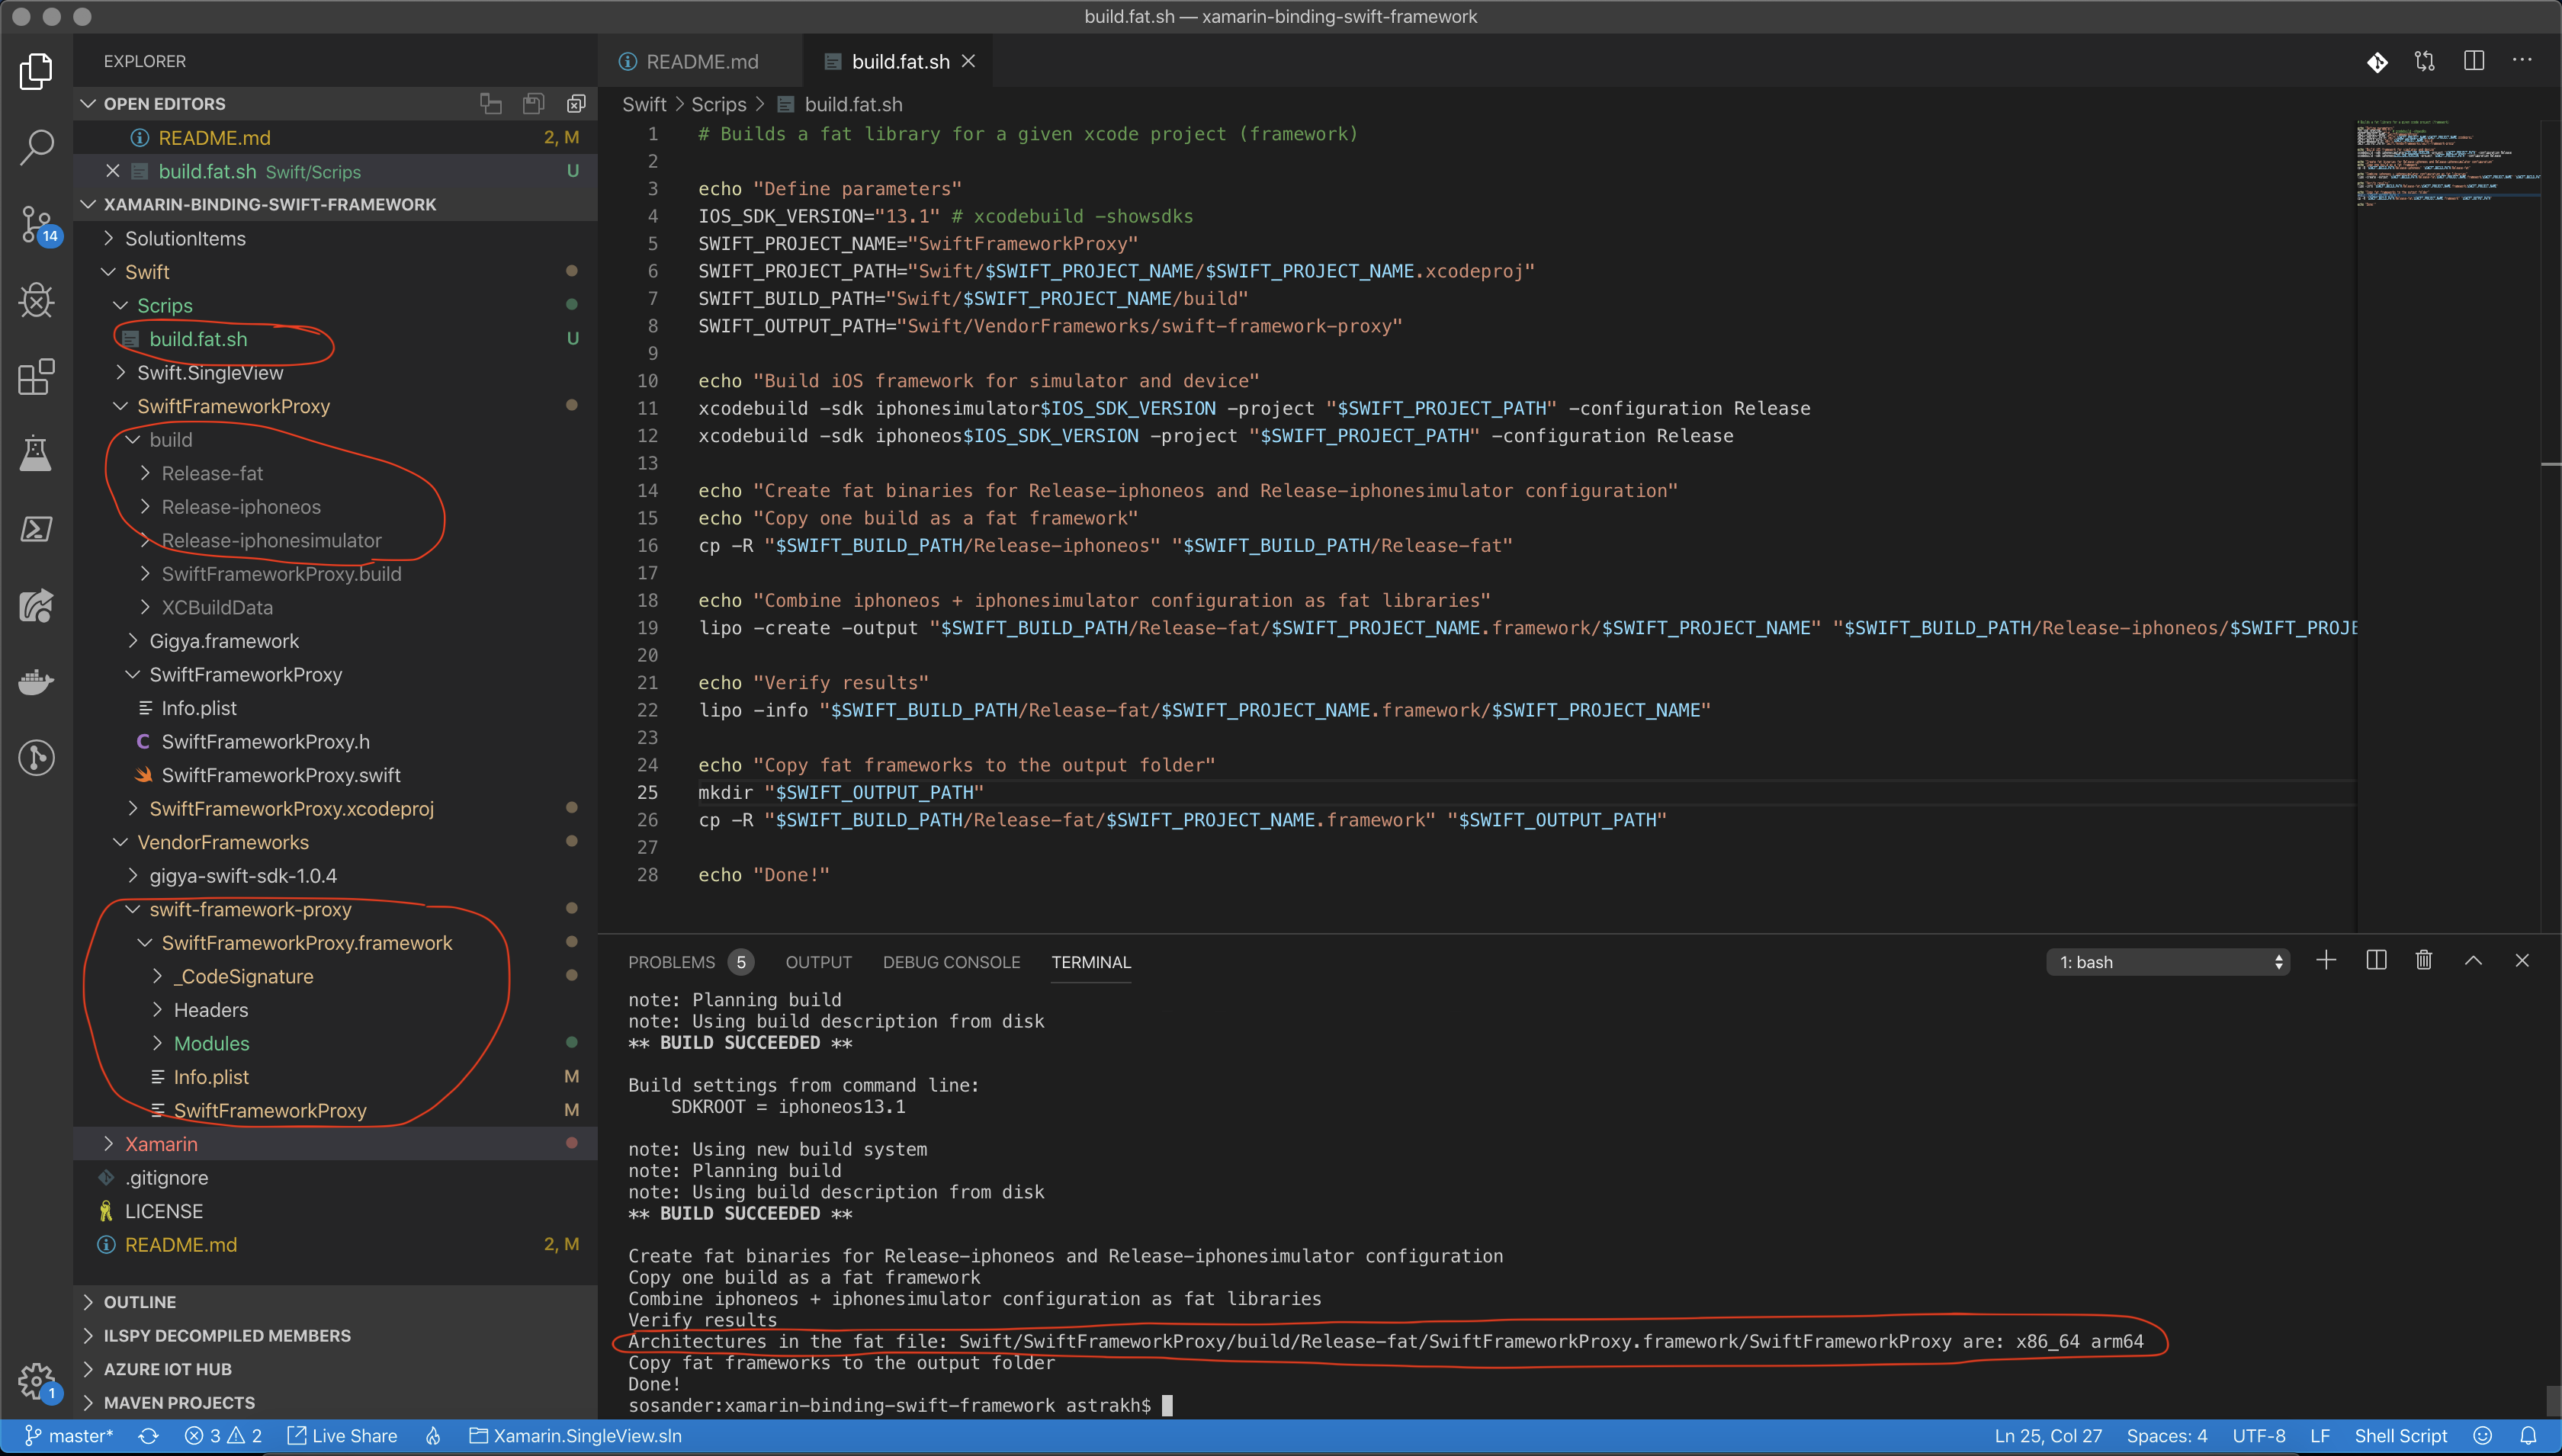 build.fat.sh — xamarin-binding-swift-framework
EXPLORER
OPEN EDITORS
README.md 2, M
build.fat.sh Swift/Scrips U
XAMARIN-BINDING-SWIFT-FRAMEWORK
SolutionItems
Swift
Scrips
build.fat.sh U
Swift.SingleView
SwiftFrameworkProxy
build
Release-fat
Release-iphoneos
Release-iphonesimulator
SwiftFrameworkProxy.build
XCBuildData
Gigya.framework
SwiftFrameworkProxy
Info.plist
C SwiftFrameworkProxy.h
SwiftFrameworkProxy.swift
SwiftFrameworkProxy.xcodeproj
VendorFrameworks
gigya-swift-sdk-1.0.4
swift-framework-proxy
SwiftFrameworkProxy.framework
_CodeSignature
Headers
Modules
Info.plist M
SwiftFrameworkProxy M
Xamarin
.gitignore
LICENSE
README.md 2, M
OUTLINE
ILSPY DECOMPILED MEMBERS
AZURE IOT HUB
MAVEN PROJECTS
14
1
README.md
build.fat.sh
Swift > Scrips > build.fat.sh
1 # Builds a fat library for a given xcode project (framework)
2
3 echo "Define parameters"
4 IOS_SDK_VERSION="13.1" # xcodebuild -showsdks
5 SWIFT_PROJECT_NAME="SwiftFrameworkProxy"
6 SWIFT_PROJECT_PATH="Swift/$SWIFT_PROJECT_NAME/$SWIFT_PROJECT_NAME.xcodeproj"
7 SWIFT_BUILD_PATH="Swift/$SWIFT_PROJECT_NAME/build"
8 SWIFT_OUTPUT_PATH="Swift/VendorFrameworks/swift-framework-proxy"
9
10 echo "Build iOS framework for simulator and device"
11 xcodebuild -sdk iphonesimulator$IOS_SDK_VERSION -project "$SWIFT_PROJECT_PATH" -configuration Release
12 xcodebuild -sdk iphoneos$IOS_SDK_VERSION -project "$SWIFT_PROJECT_PATH" -configuration Release
13
14 echo "Create fat binaries for Release-iphoneos and Release-iphonesimulator configuration"
15 echo "Copy one build as a fat framework"
16 cp -R "$SWIFT_BUILD_PATH/Release-iphoneos" "$SWIFT_BUILD_PATH/Release-fat"
17
18 echo "Combine iphoneos + iphonesimulator configuration as fat libraries"
19 lipo -create -output "$SWIFT_BUILD_PATH/Release-fat/$SWIFT_PROJECT_NAME.framework/$SWIFT_PROJECT_NAME" "$SWIFT_BUILD_PATH/Release-iphoneos/$SWIFT_PROJE
20
21 echo "Verify results"
22 lipo -info "$SWIFT_BUILD_PATH/Release-fat/$SWIFT_PROJECT_NAME.framework/$SWIFT_PROJECT_NAME"
23
24 echo "Copy fat frameworks to the output folder"
25 mkdir "$SWIFT_OUTPUT_PATH"
26 cp -R "$SWIFT_BUILD_PATH/Release-fat/$SWIFT_PROJECT_NAME.framework" "$SWIFT_OUTPUT_PATH"
27
28 echo "Done!"
PROBLEMS 5 OUTPUT DEBUG CONSOLE TERMINAL 1: bash
note: Planning build
note: Using build description from disk
** BUILD SUCCEEDED **
Build settings from command line:
SDKROOT = iphoneos13.1
note: Using new build system
note: Planning build
note: Using build description from disk
** BUILD SUCCEEDED **
Create fat binaries for Release-iphoneos and Release-iphonesimulator configuration
Copy one build as a fat framework
Combine iphoneos + iphonesimulator configuration as fat libraries
Verify results
Architectures in the fat file: Swift/SwiftFrameworkProxy/build/Release-fat/SwiftFrameworkProxy.framework/SwiftFrameworkProxy are: x86_64 arm64
Copy fat frameworks to the output folder
Done!
sosander:xamarin-binding-swift-framework astrakh$
master* 3 2 Live Share Xamarin.SingleView.sln Ln 25, Col 27 Spaces: 4 UTF-8 LF Shell Script